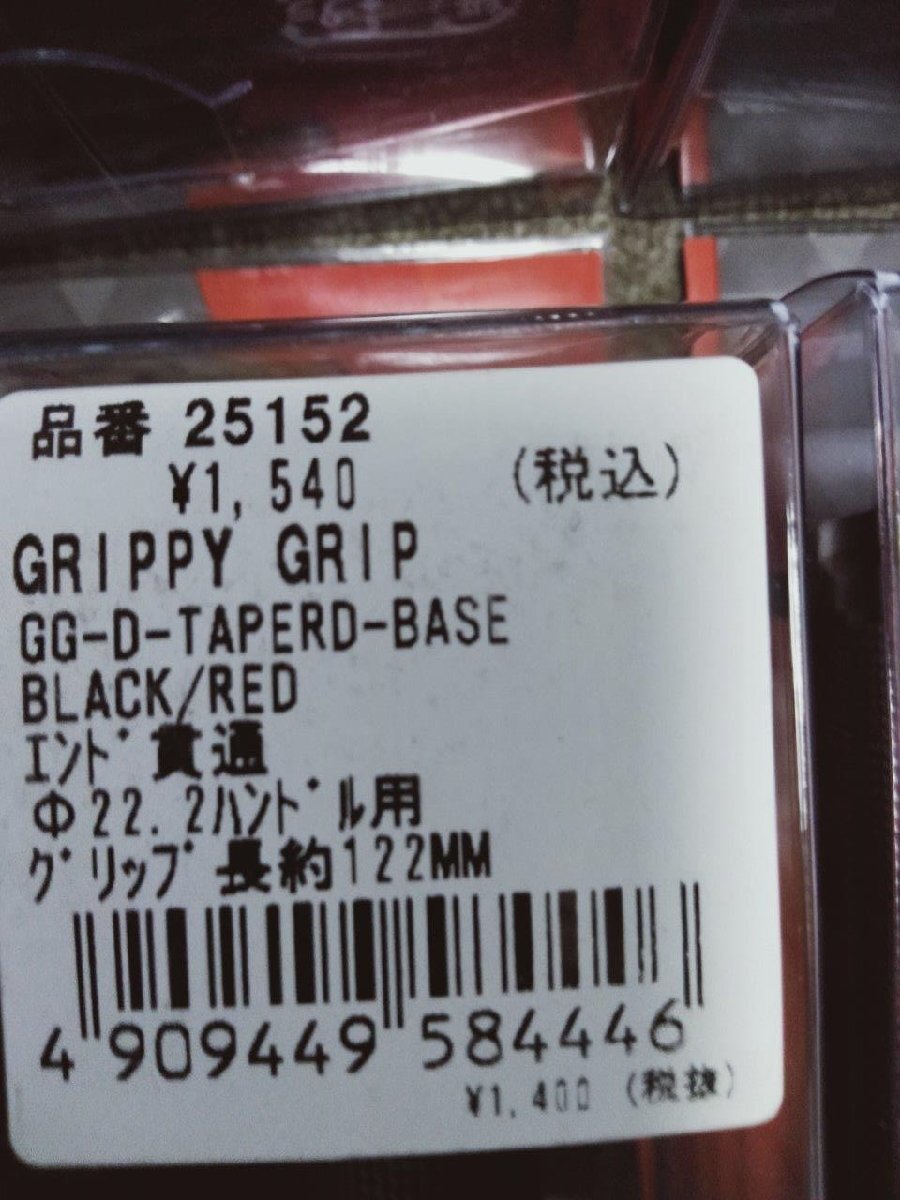 品番 25152
¥1,540 (税込)
GRIPPY GRIP
GG-D-TAPERD-BASE
BLACK/RED
ｴﾝﾄﾞ貫通
Φ22.2ﾊﾝﾄﾞﾙ用
ｸﾞﾘｯﾌﾟ長約122MM
4 909449 584446
¥1,400 (税抜)